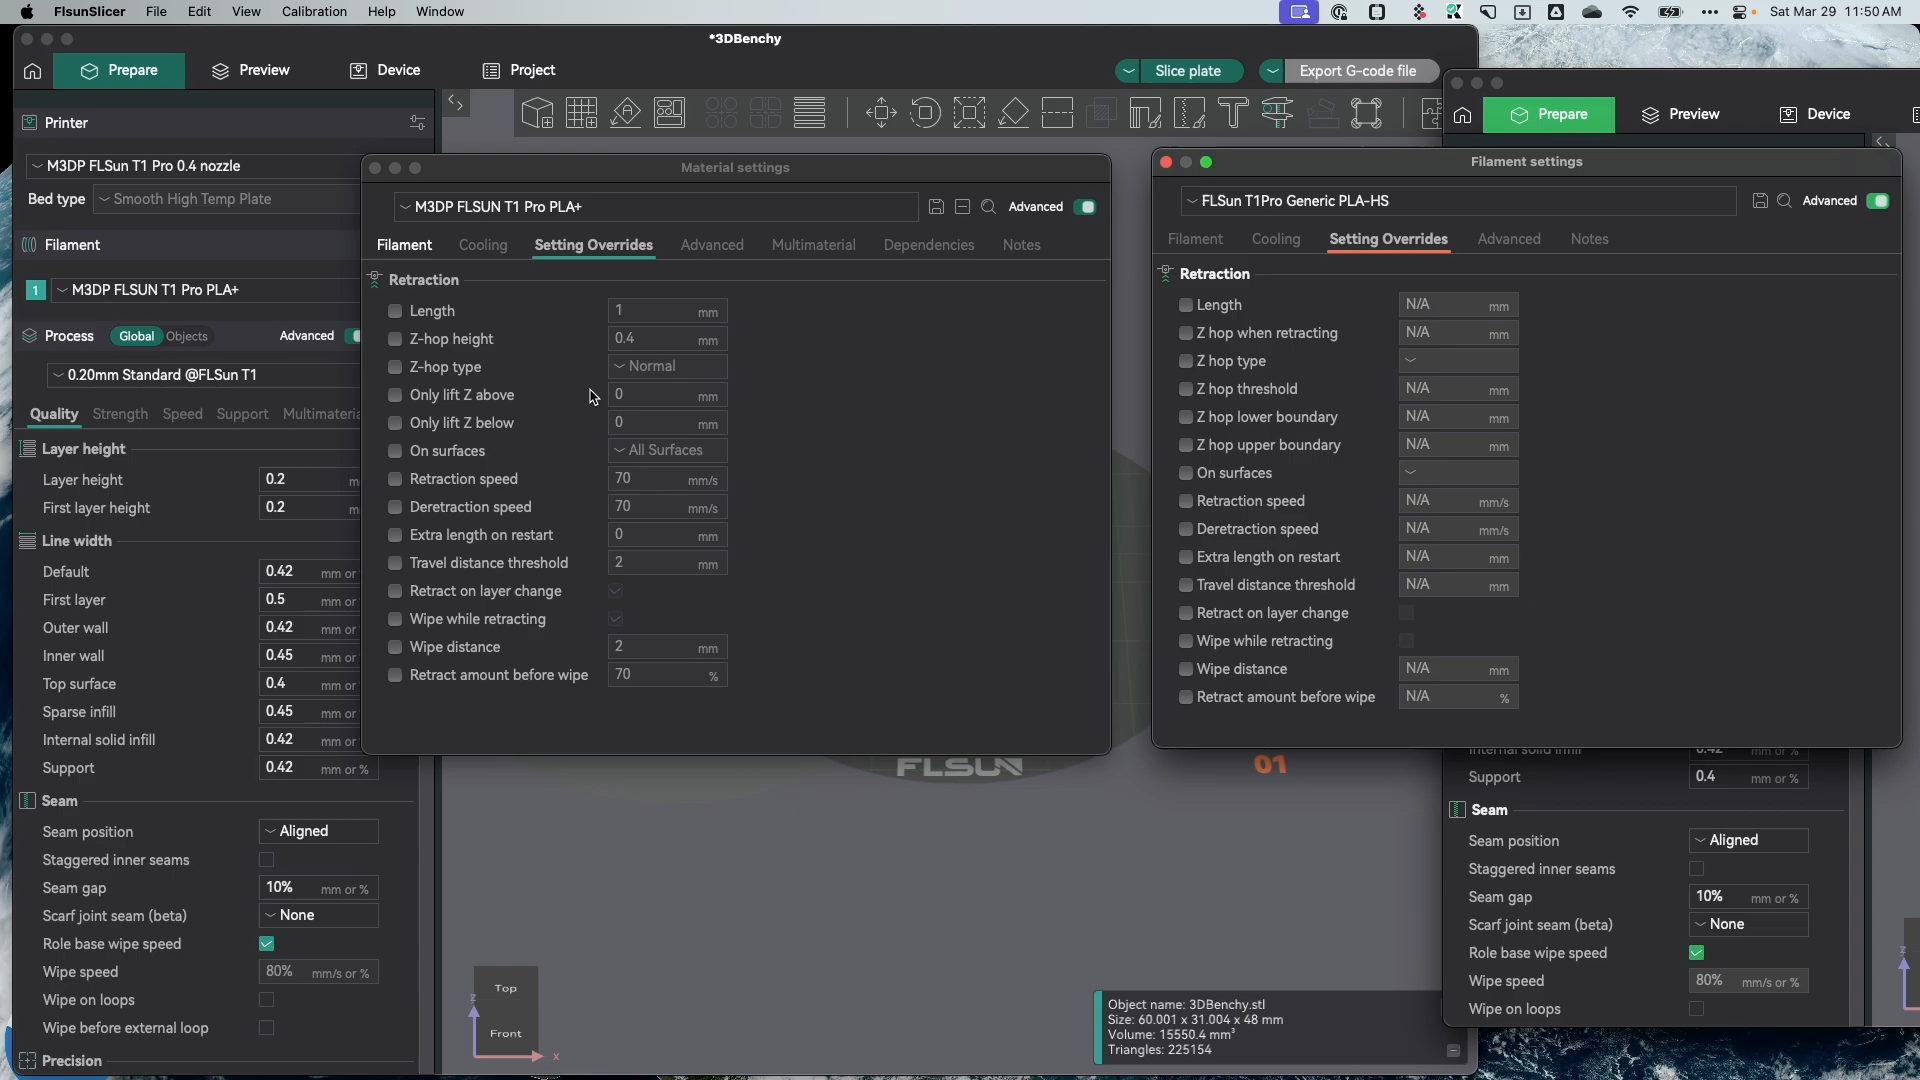 FlsunSlicer File Edit View Calibration Help Window Sat Mar 29 11:50 AM
*3DBenchy
Prepare Preview Device Project Slice plate Export G-code file
Printer
M3DP FLSun T1 Pro 0.4 nozzle
Bed type Smooth High Temp Plate
Filament
1 M3DP FLSUN T1 Pro PLA+
Process Global Objects Advanced
0.20mm Standard @FLSun T1
Quality Strength Speed Support Multimateria
Layer height
Layer height 0.2 m
First layer height 0.2 m
Line width
Default 0.42 mm or
First layer 0.5 mm or
Outer wall 0.42 mm or
Inner wall 0.45 mm or
Top surface 0.4 mm or
Sparse infill 0.45 mm or
Internal solid infill 0.42 mm or
Support 0.42 mm or %
Seam
Seam position Aligned
Staggered inner seams
Seam gap 10% mm or %
Scarf joint seam (beta) None
Role base wipe speed
Wipe speed 80% mm/s or %
Wipe on loops
Wipe before external loop
Precision
Material settings
M3DP FLSUN T1 Pro PLA+ Advanced
Filament Cooling Setting Overrides Advanced Multimaterial Dependencies Notes
Retraction
Length 1 mm
Z-hop height 0.4 mm
Z-hop type Normal
Only lift Z above 0 mm
Only lift Z below 0 mm
On surfaces All Surfaces
Retraction speed 70 mm/s
Deretraction speed 70 mm/s
Extra length on restart 0 mm
Travel distance threshold 2 mm
Retract on layer change
Wipe while retracting
Wipe distance 2 mm
Retract amount before wipe 70 %
FLSUN
01
Top
Front
z
x
Object name: 3DBenchy.stl
Size: 60.001 x 31.004 x 48 mm
Volume: 15550.4 mm³
Triangles: 225154
Prepare Preview Device
Filament settings
FLSun T1Pro Generic PLA-HS Advanced
Filament Cooling Setting Overrides Advanced Notes
Retraction
Length N/A mm
Z hop when retracting N/A mm
Z hop type
Z hop threshold N/A mm
Z hop lower boundary N/A mm
Z hop upper boundary N/A mm
On surfaces
Retraction speed N/A mm/s
Deretraction speed N/A mm/s
Extra length on restart N/A mm
Travel distance threshold N/A mm
Retract on layer change
Wipe while retracting
Wipe distance N/A mm
Retract amount before wipe N/A %
Internal solid infill 0.42 mm or %
Support 0.4 mm or %
Seam
Seam position Aligned
Staggered inner seams
Seam gap 10% mm or %
Scarf joint seam (beta) None
Role base wipe speed
Wipe speed 80% mm/s or %
Wipe on loops
z